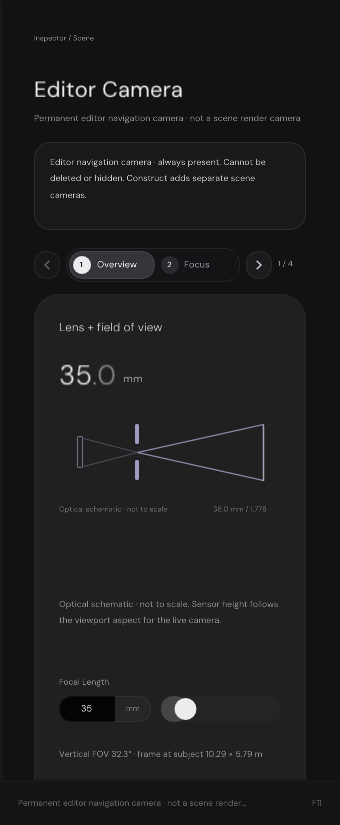 Inspector / Scene
Editor Camera
Permanent editor navigation camera · not a scene render camera
Editor navigation camera · always present. Cannot be
deleted or hidden. Construct adds separate scene
cameras.
1 Overview 2 Focus 1 / 4
Lens + field of view
35.0 mm
Optical schematic · not to scale 36.0 mm / 1.778
Optical schematic · not to scale. Sensor height follows
the viewport aspect for the live camera.
Focal Length
35 mm
Vertical FOV 32.3° · frame at subject 10.29 × 5.79 m
Permanent editor navigation camera · not a scene render... F11